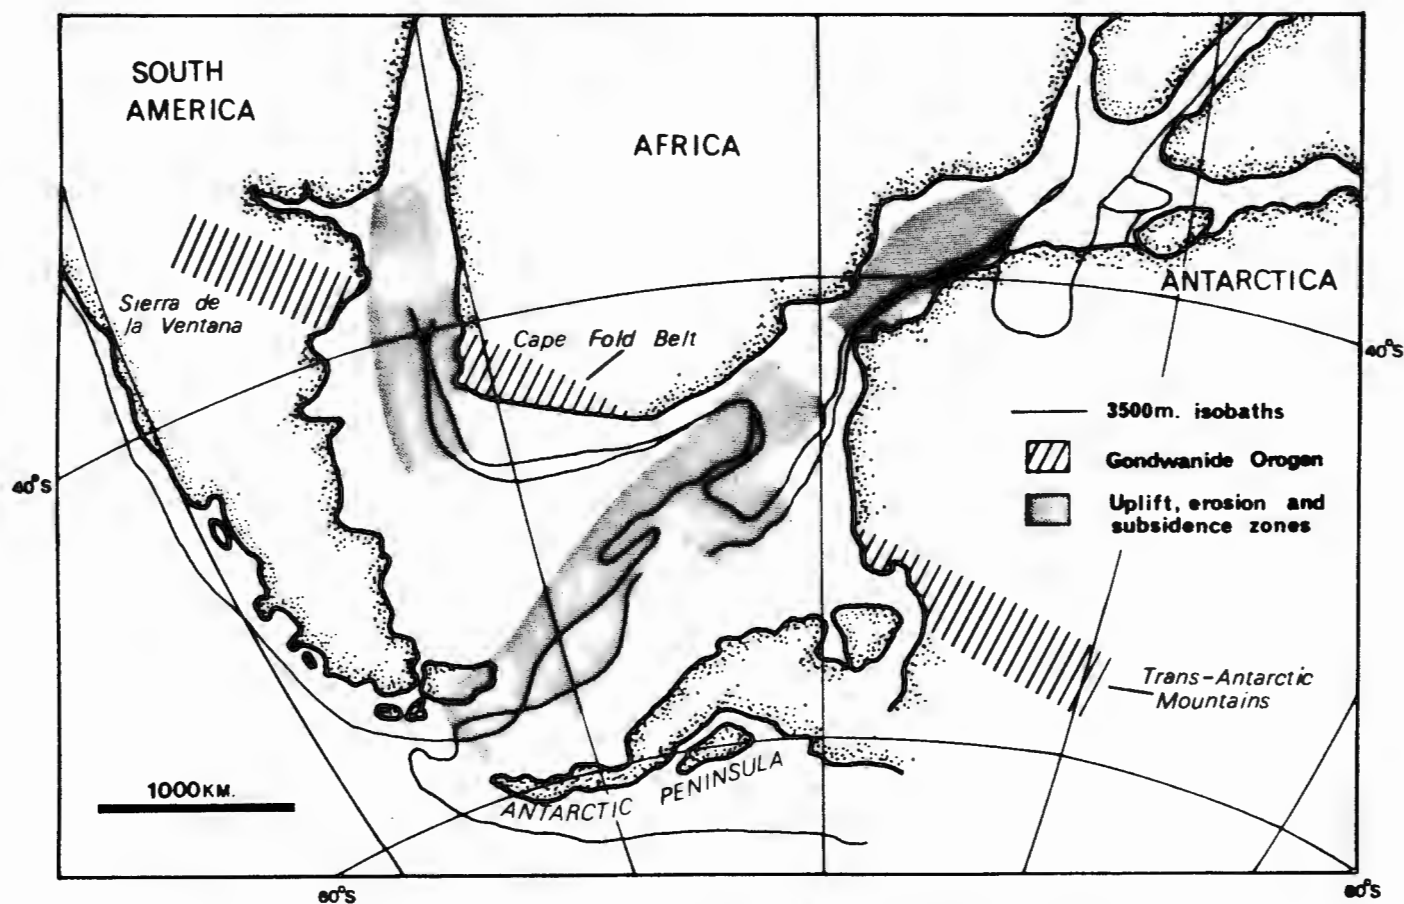 SOUTH
AMERICA
AFRICA
Sierra de
la Ventana
Cape Fold Belt
ANTARCTICA
40°S
3500m. isobaths
Gondwanide Orogen
Uplift, erosion and
subsidence zones
40°S
Trans-Antarctic
Mountains
1000KM.
ANTARCTIC PENINSULA
60°S
60°S